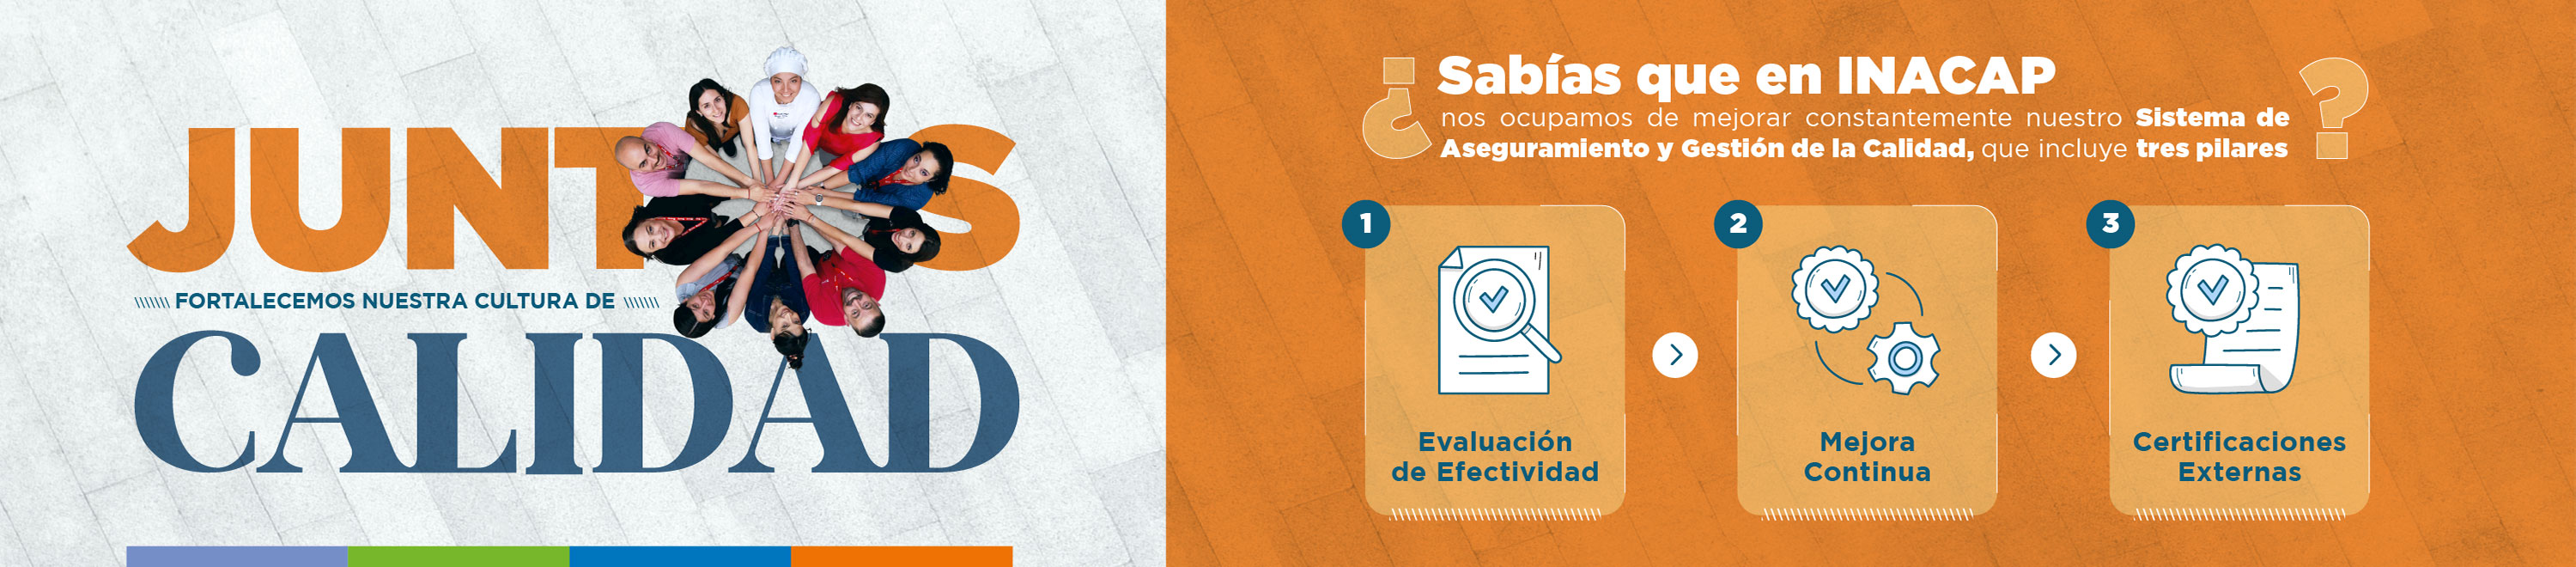 JUNTOS
FORTALECEMOS NUESTRA CULTURA DE
CALIDAD
¿Sabías que en INACAP
nos ocupamos de mejorar constantemente nuestro Sistema de
Aseguramiento y Gestión de la Calidad, que incluye tres pilares?
1
Evaluación
de Efectividad
2
Mejora
Continua
3
Certificaciones
Externas